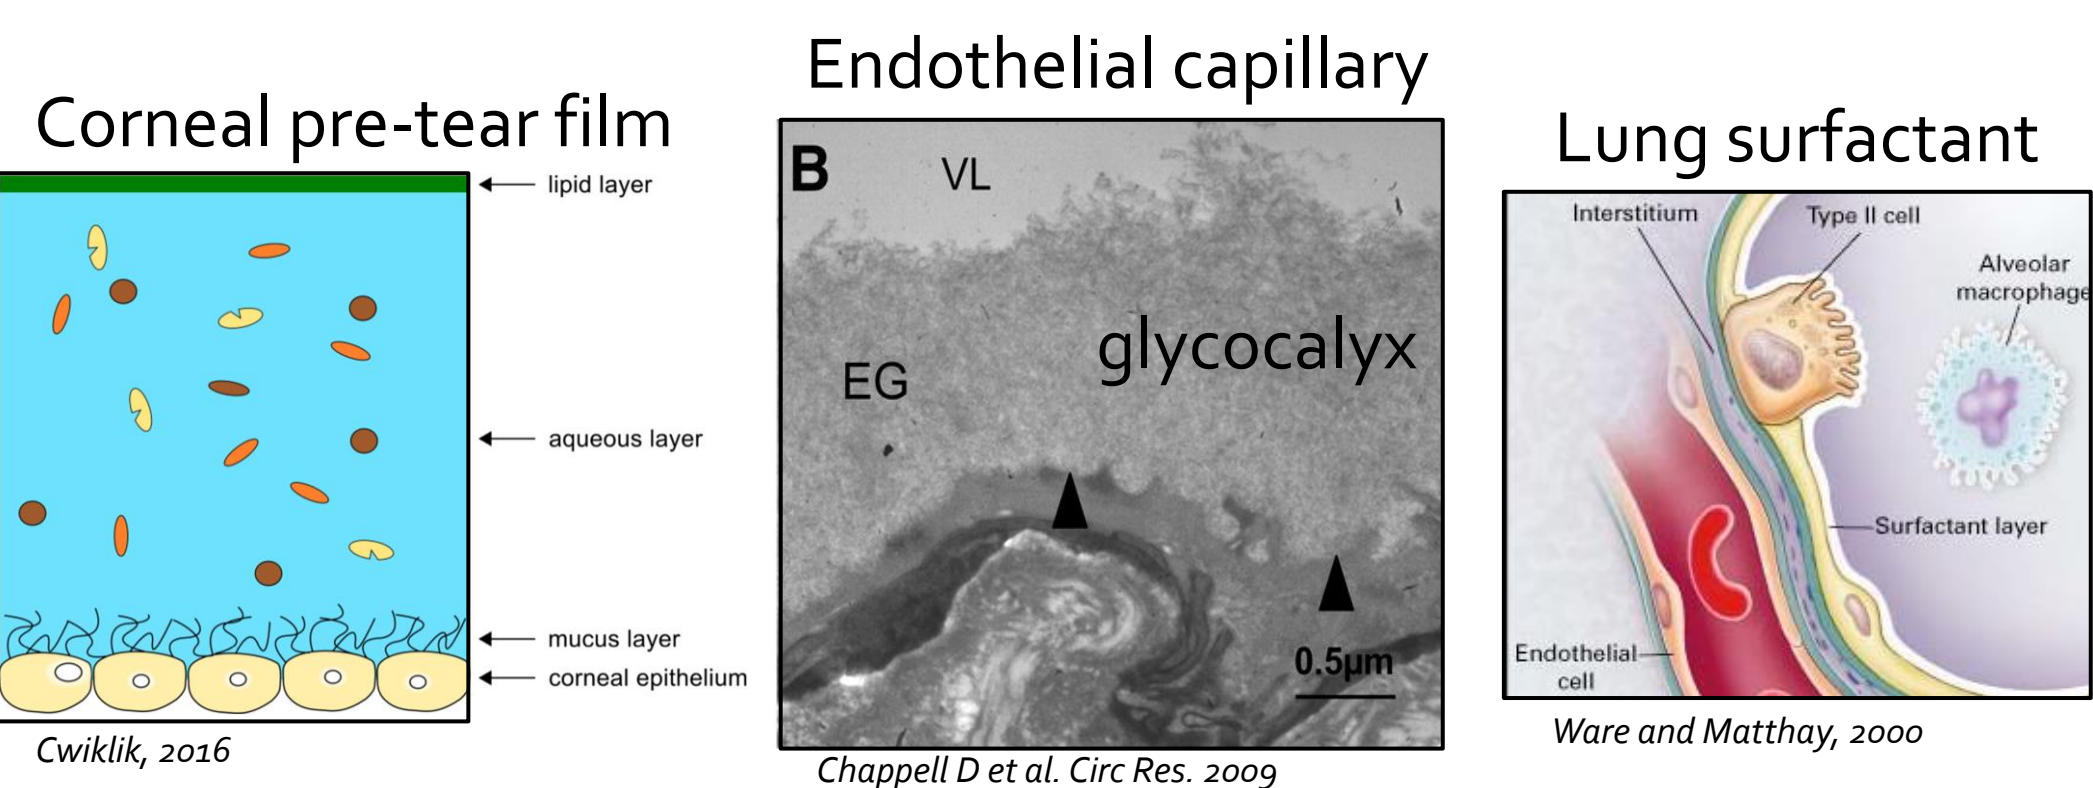 Corneal pre-tear film
lipid layer
aqueous layer
mucus layer
corneal epithelium
Cwiklik, 2016
Endothelial capillary
B
VL
glycocalyx
EG
0.5µm
Chappell D et al. Circ Res. 2009
Lung surfactant
Interstitium
Type II cell
Alveolar
macrophage
Surfactant layer
Endothelial
cell
Ware and Matthay, 2000